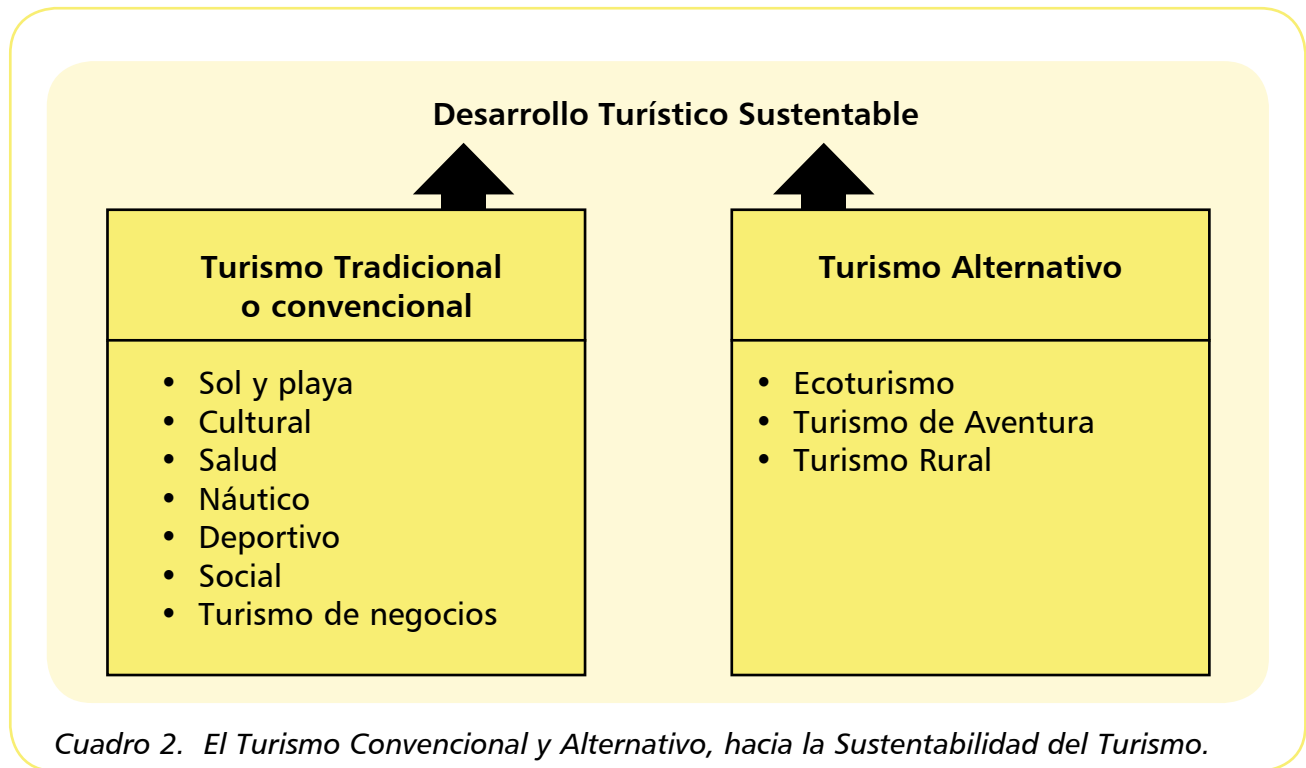 Desarrollo Turístico Sustentable
Turismo Tradicional
o convencional
• Sol y playa
• Cultural
• Salud
• Náutico
• Deportivo
• Social
• Turismo de negocios
Turismo Alternativo
• Ecoturismo
• Turismo de Aventura
• Turismo Rural
Cuadro 2. El Turismo Convencional y Alternativo, hacia la Sustentabilidad del Turismo.